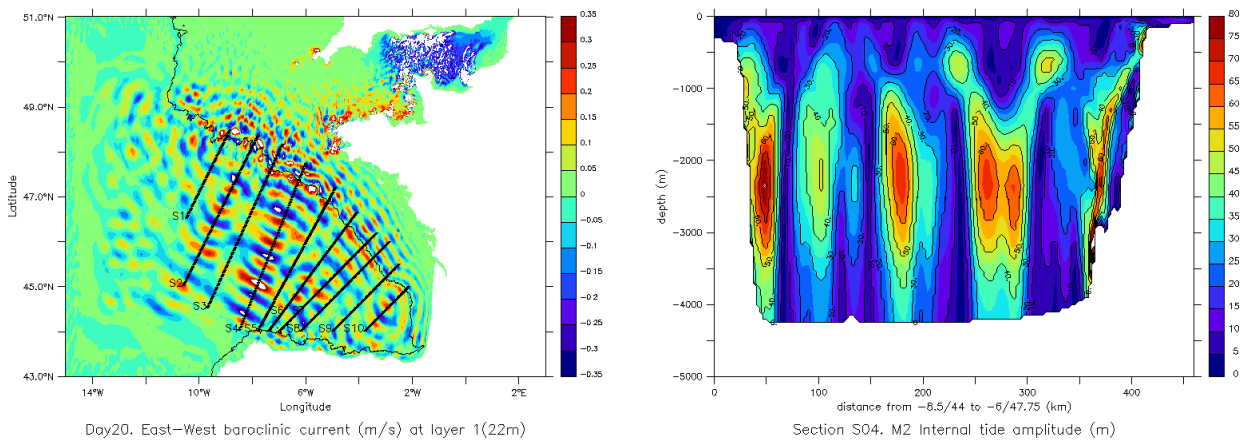 51.0°N
49.0°N
47.0°N
45.0°N
43.0°N
Latitude
14°W
10°W
6°W
2°W
2°E
Longitude
S1
S2
S3
S4
S5
S6
S8
S9
S10
0.35
0.3
0.25
0.2
0.15
0.1
0.05
0
-0.05
-0.1
-0.15
-0.2
-0.25
-0.3
-0.35
Day20. East-West baroclinic current (m/s) at layer 1(22m)
0
-1000
-2000
-3000
-4000
-5000
depth (m)
0
100
200
300
400
distance from -8.5/44 to -6/47.75 (km)
80
75
70
65
60
55
50
45
40
35
30
25
20
15
10
5
0
Section S04. M2 Internal tide amplitude (m)